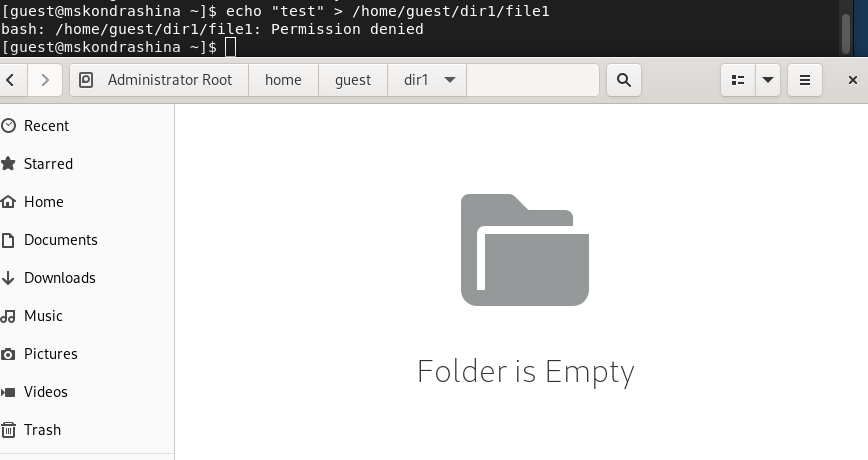 [guest@mskondrashina ~]$ echo "test" > /home/guest/dir1/file1
bash: /home/guest/dir1/file1: Permission denied
[guest@mskondrashina ~]$
Administrator Root home guest dir1
Recent
Starred
Home
Documents
Downloads
Music
Pictures
Videos
Trash
Folder is Empty